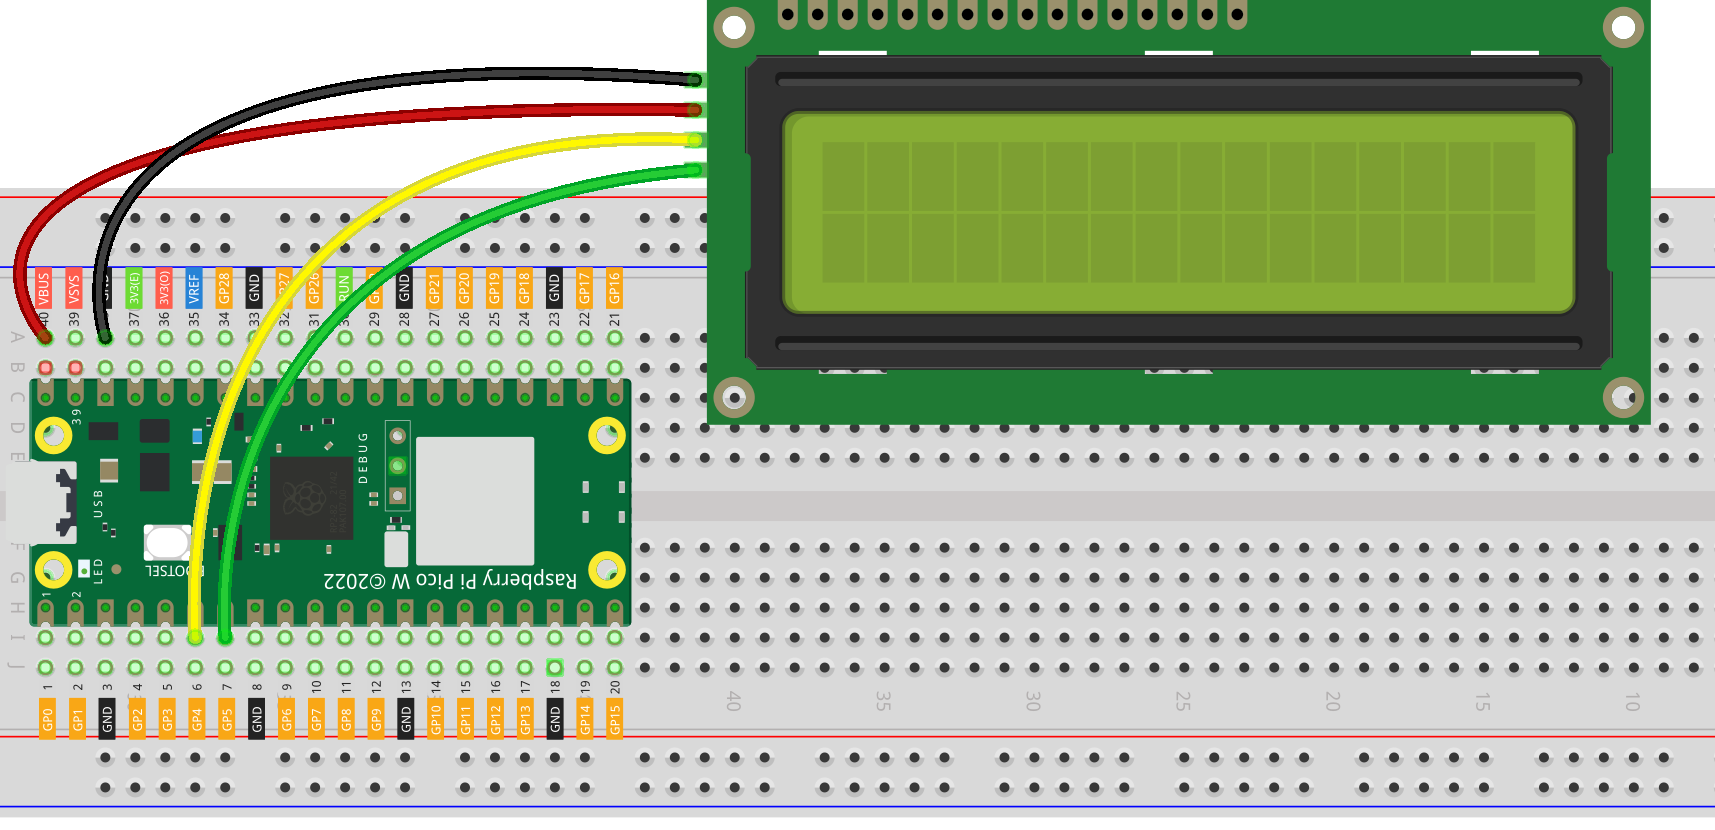 VBUS VSYS GND 3V3(E) 3V3(O) VREF GP28 GND GP27 GP26 RUN GP22 GND GP21 GP20 GP19 GP18 GND GP17 GP16
40 39 37 36 35 34 33 32 31 30 29 28 27 26 25 24 23 22 21
A
B
C
39
D
DEBUG
E
USB
F
BOOTSEL
LED
Raspberry Pi Pico W ©2022
G
1 2
H
I
J
1 2 3 4 5 6 7 8 9 10 11 12 13 14 15 16 17 18 19 20
40 35 30 25 20 15 10
GP0 GP1 GND GP2 GP3 GP4 GP5 GND GP6 GP7 GP8 GP9 GND GP10 GP11 GP12 GP13 GND GP14 GP15